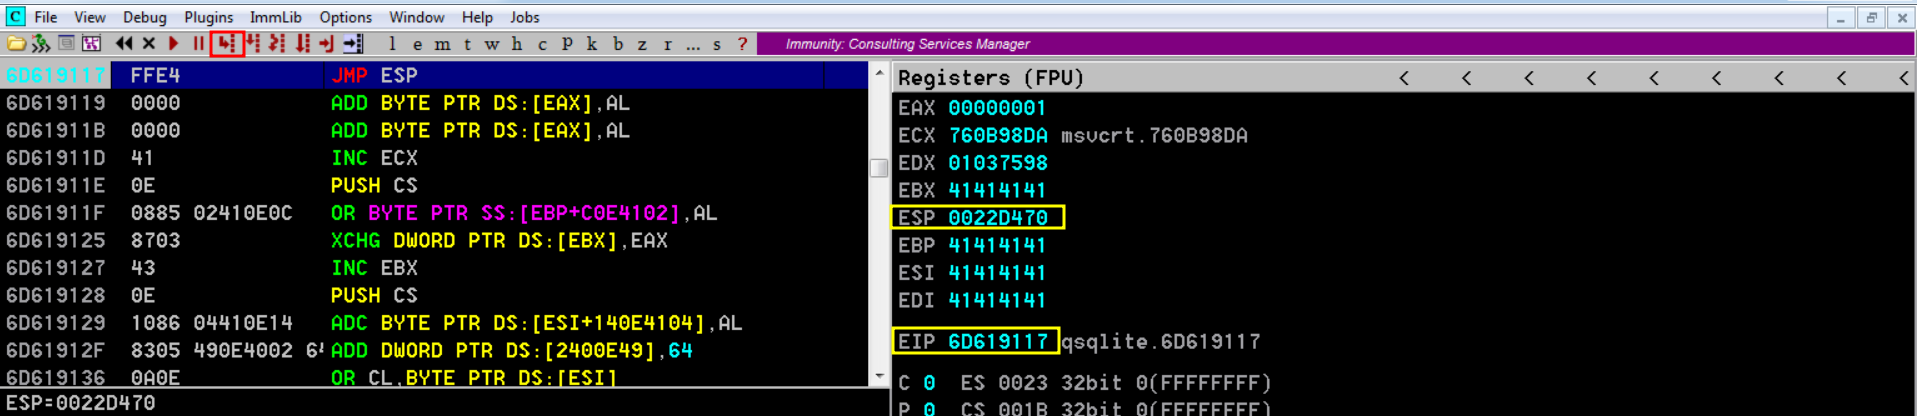 C File View Debug Plugins ImmLib Options Window Help Jobs
l e m t w h c P k b z r ... s ? Immunity: Consulting Services Manager
6D619117 FFE4 JMP ESP
6D619119 0000 ADD BYTE PTR DS:[EAX],AL
6D61911B 0000 ADD BYTE PTR DS:[EAX],AL
6D61911D 41 INC ECX
6D61911E 0E PUSH CS
6D61911F 0885 02410E0C OR BYTE PTR SS:[EBP+C0E4102],AL
6D619125 8703 XCHG DWORD PTR DS:[EBX],EAX
6D619127 43 INC EBX
6D619128 0E PUSH CS
6D619129 1086 04410E14 ADC BYTE PTR DS:[ESI+140E4104],AL
6D61912F 8305 490E4002 64 ADD DWORD PTR DS:[2400E49],64
6D619136 0A0E OR CL,BYTE PTR DS:[ESI]
ESP=0022D470
Registers (FPU) < < < < < < < < <
EAX 00000001
ECX 760B98DA msvcrt.760B98DA
EDX 01037598
EBX 41414141
ESP 0022D470
EBP 41414141
ESI 41414141
EDI 41414141
EIP 6D619117 qsqlite.6D619117
C 0 ES 0023 32bit 0(FFFFFFFF)
P 0 CS 001B 32bit 0(FFFFFFFF)